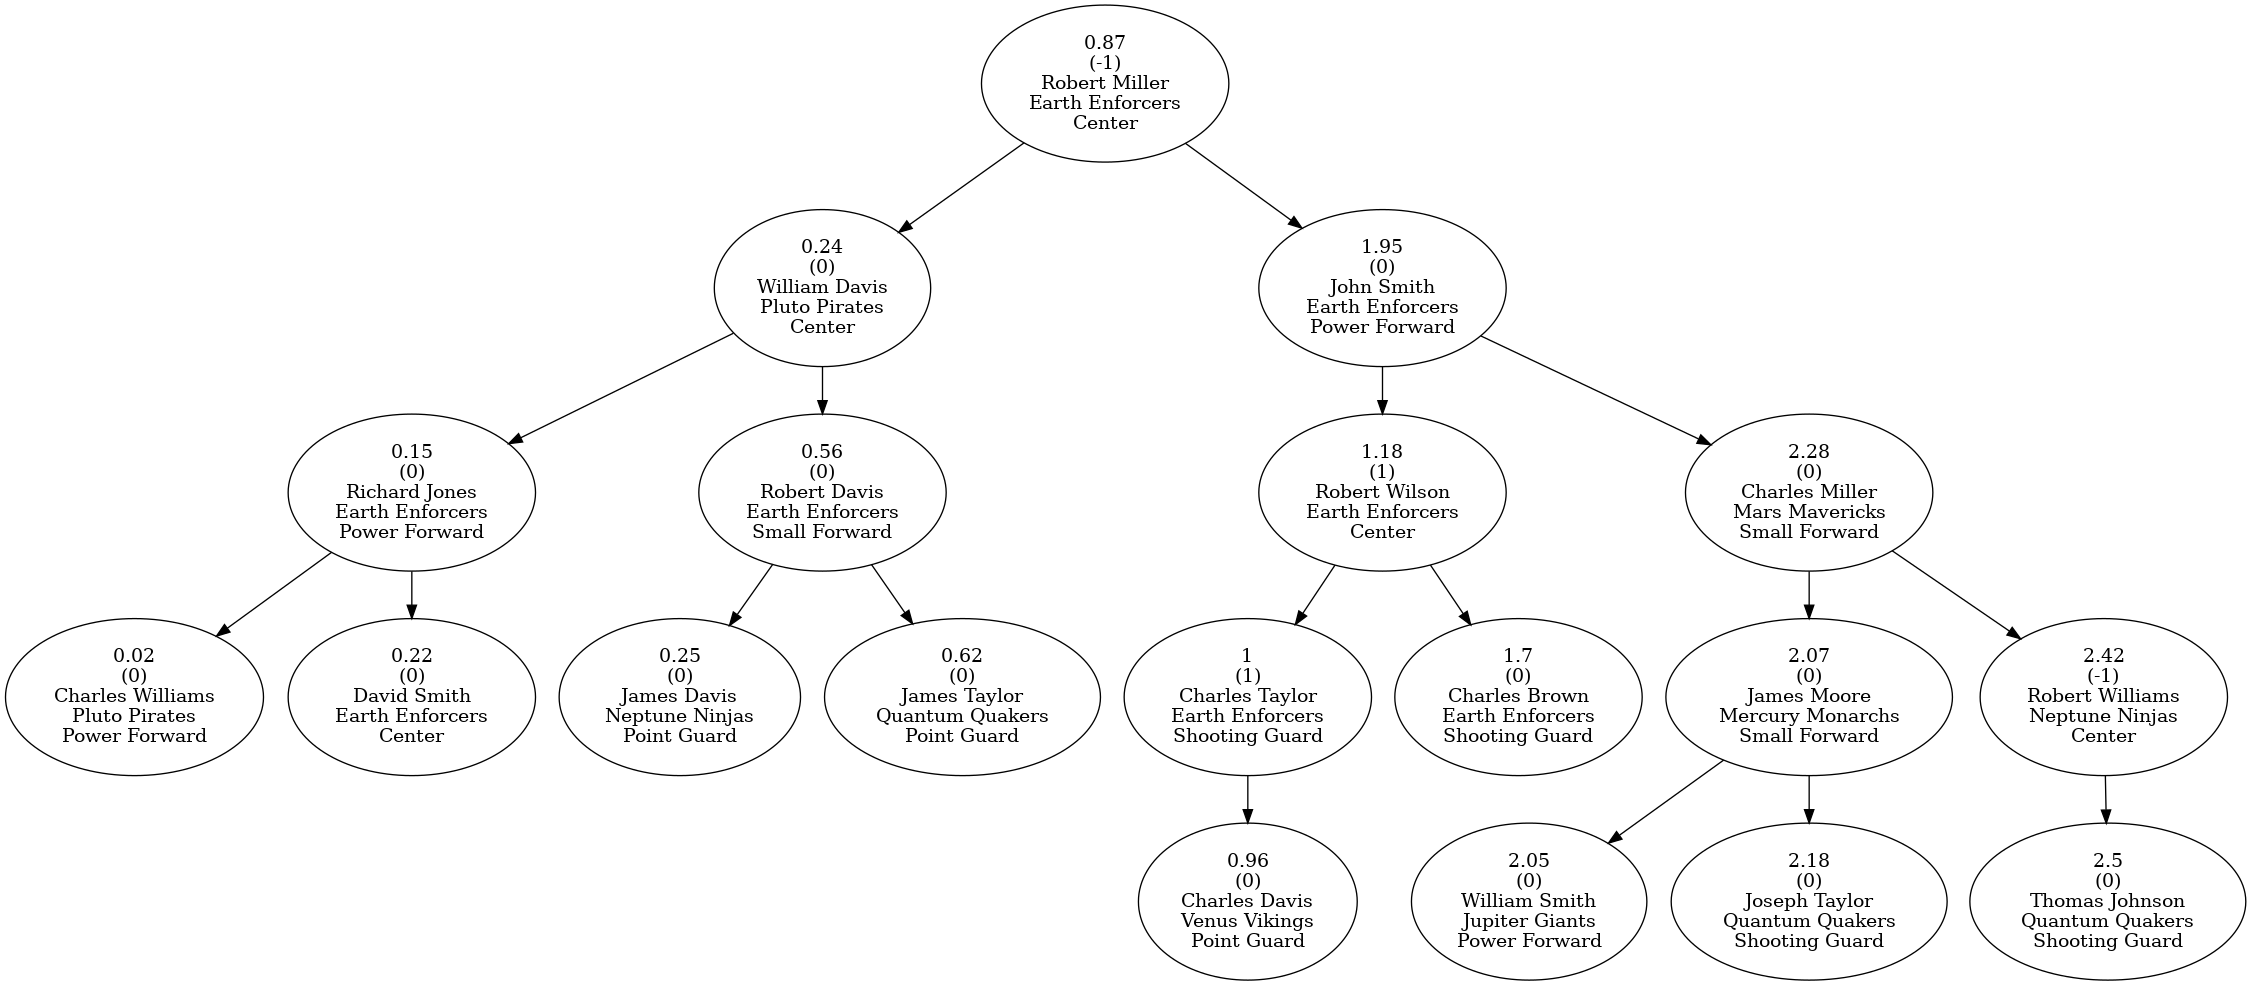 0.87
(-1)
Robert Miller
Earth Enforcers
Center
0.24
(0)
William Davis
Pluto Pirates
Center
1.95
(0)
John Smith
Earth Enforcers
Power Forward
0.15
(0)
Richard Jones
Earth Enforcers
Power Forward
0.56
(0)
Robert Davis
Earth Enforcers
Small Forward
1.18
(1)
Robert Wilson
Earth Enforcers
Center
2.28
(0)
Charles Miller
Mars Mavericks
Small Forward
0.02
(0)
Charles Williams
Pluto Pirates
Power Forward
0.22
(0)
David Smith
Earth Enforcers
Center
0.25
(0)
James Davis
Neptune Ninjas
Point Guard
0.62
(0)
James Taylor
Quantum Quakers
Point Guard
1
(1)
Charles Taylor
Earth Enforcers
Shooting Guard
1.7
(0)
Charles Brown
Earth Enforcers
Shooting Guard
2.07
(0)
James Moore
Mercury Monarchs
Small Forward
2.42
(-1)
Robert Williams
Neptune Ninjas
Center
0.96
(0)
Charles Davis
Venus Vikings
Point Guard
2.05
(0)
William Smith
Jupiter Giants
Power Forward
2.18
(0)
Joseph Taylor
Quantum Quakers
Shooting Guard
2.5
(0)
Thomas Johnson
Quantum Quakers
Shooting Guard